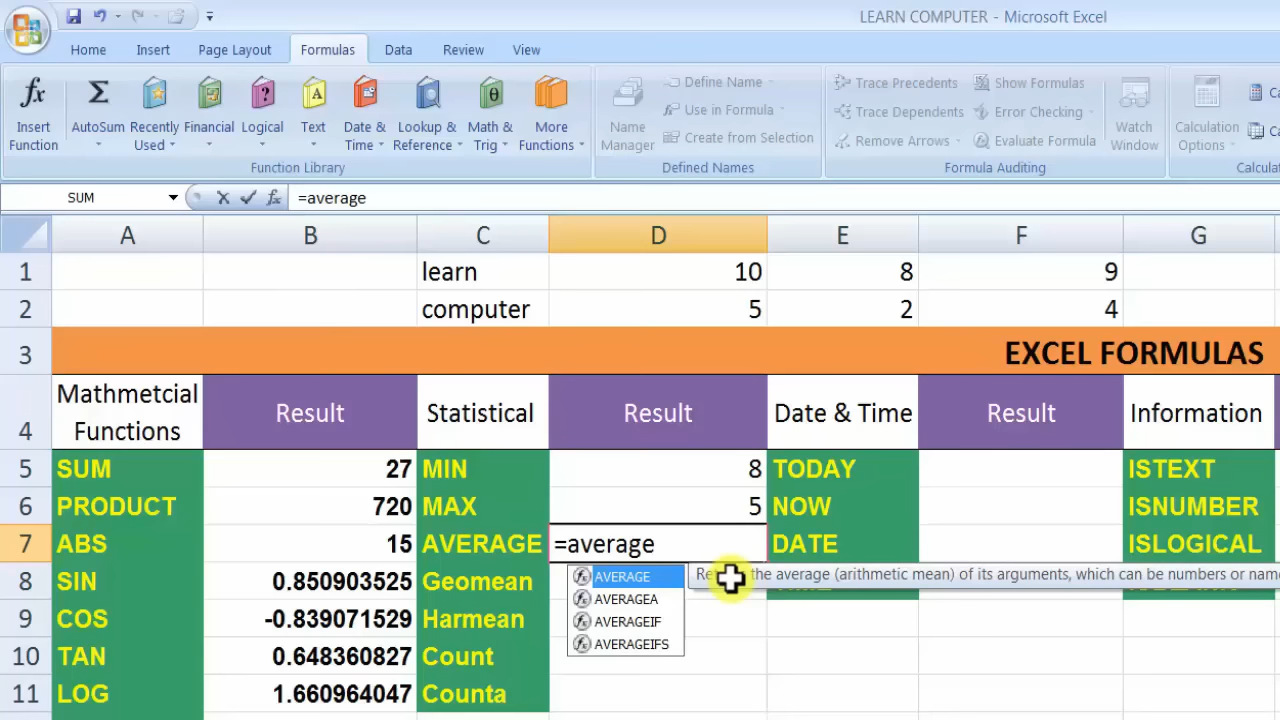 LEARN COMPUTER - Microsoft Excel
Home Insert Page Layout Formulas Data Review View
fx Σ A θ
Insert Function
AutoSum
Recently Used
Financial
Logical
Text
Date & Time
Lookup & Reference
Math & Trig
More Functions
Function Library
Name Manager
Define Name
Use in Formula
Create from Selection
Defined Names
Trace Precedents
Trace Dependents
Remove Arrows
Show Formulas
Error Checking
Evaluate Formula
Watch Window
Formula Auditing
Calculation Options
SUM fx =average
A B C D E F G
1 learn 10 8 9
2 computer 5 2 4
3 EXCEL FORMULAS
4 Mathmetcial Functions Result Statistical Result Date & Time Result Information
5 SUM 27 MIN 8 TODAY ISTEXT
6 PRODUCT 720 MAX 5 NOW ISNUMBER
7 ABS 15 AVERAGE =average DATE ISLOGICAL
8 SIN 0.850903525 Geomean
9 COS -0.839071529 Harmean
10 TAN 0.648360827 Count
11 LOG 1.660964047 Counta
AVERAGE
AVERAGEA
AVERAGEIF
AVERAGEIFS
the average (arithmetic mean) of its arguments, which can be numbers or